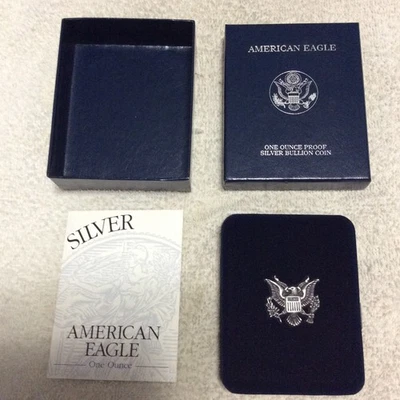 AMERICAN EAGLE
ONE OUNCE PROOF
SILVER BULLION COIN
SILVER
AMERICAN
EAGLE
One Ounce